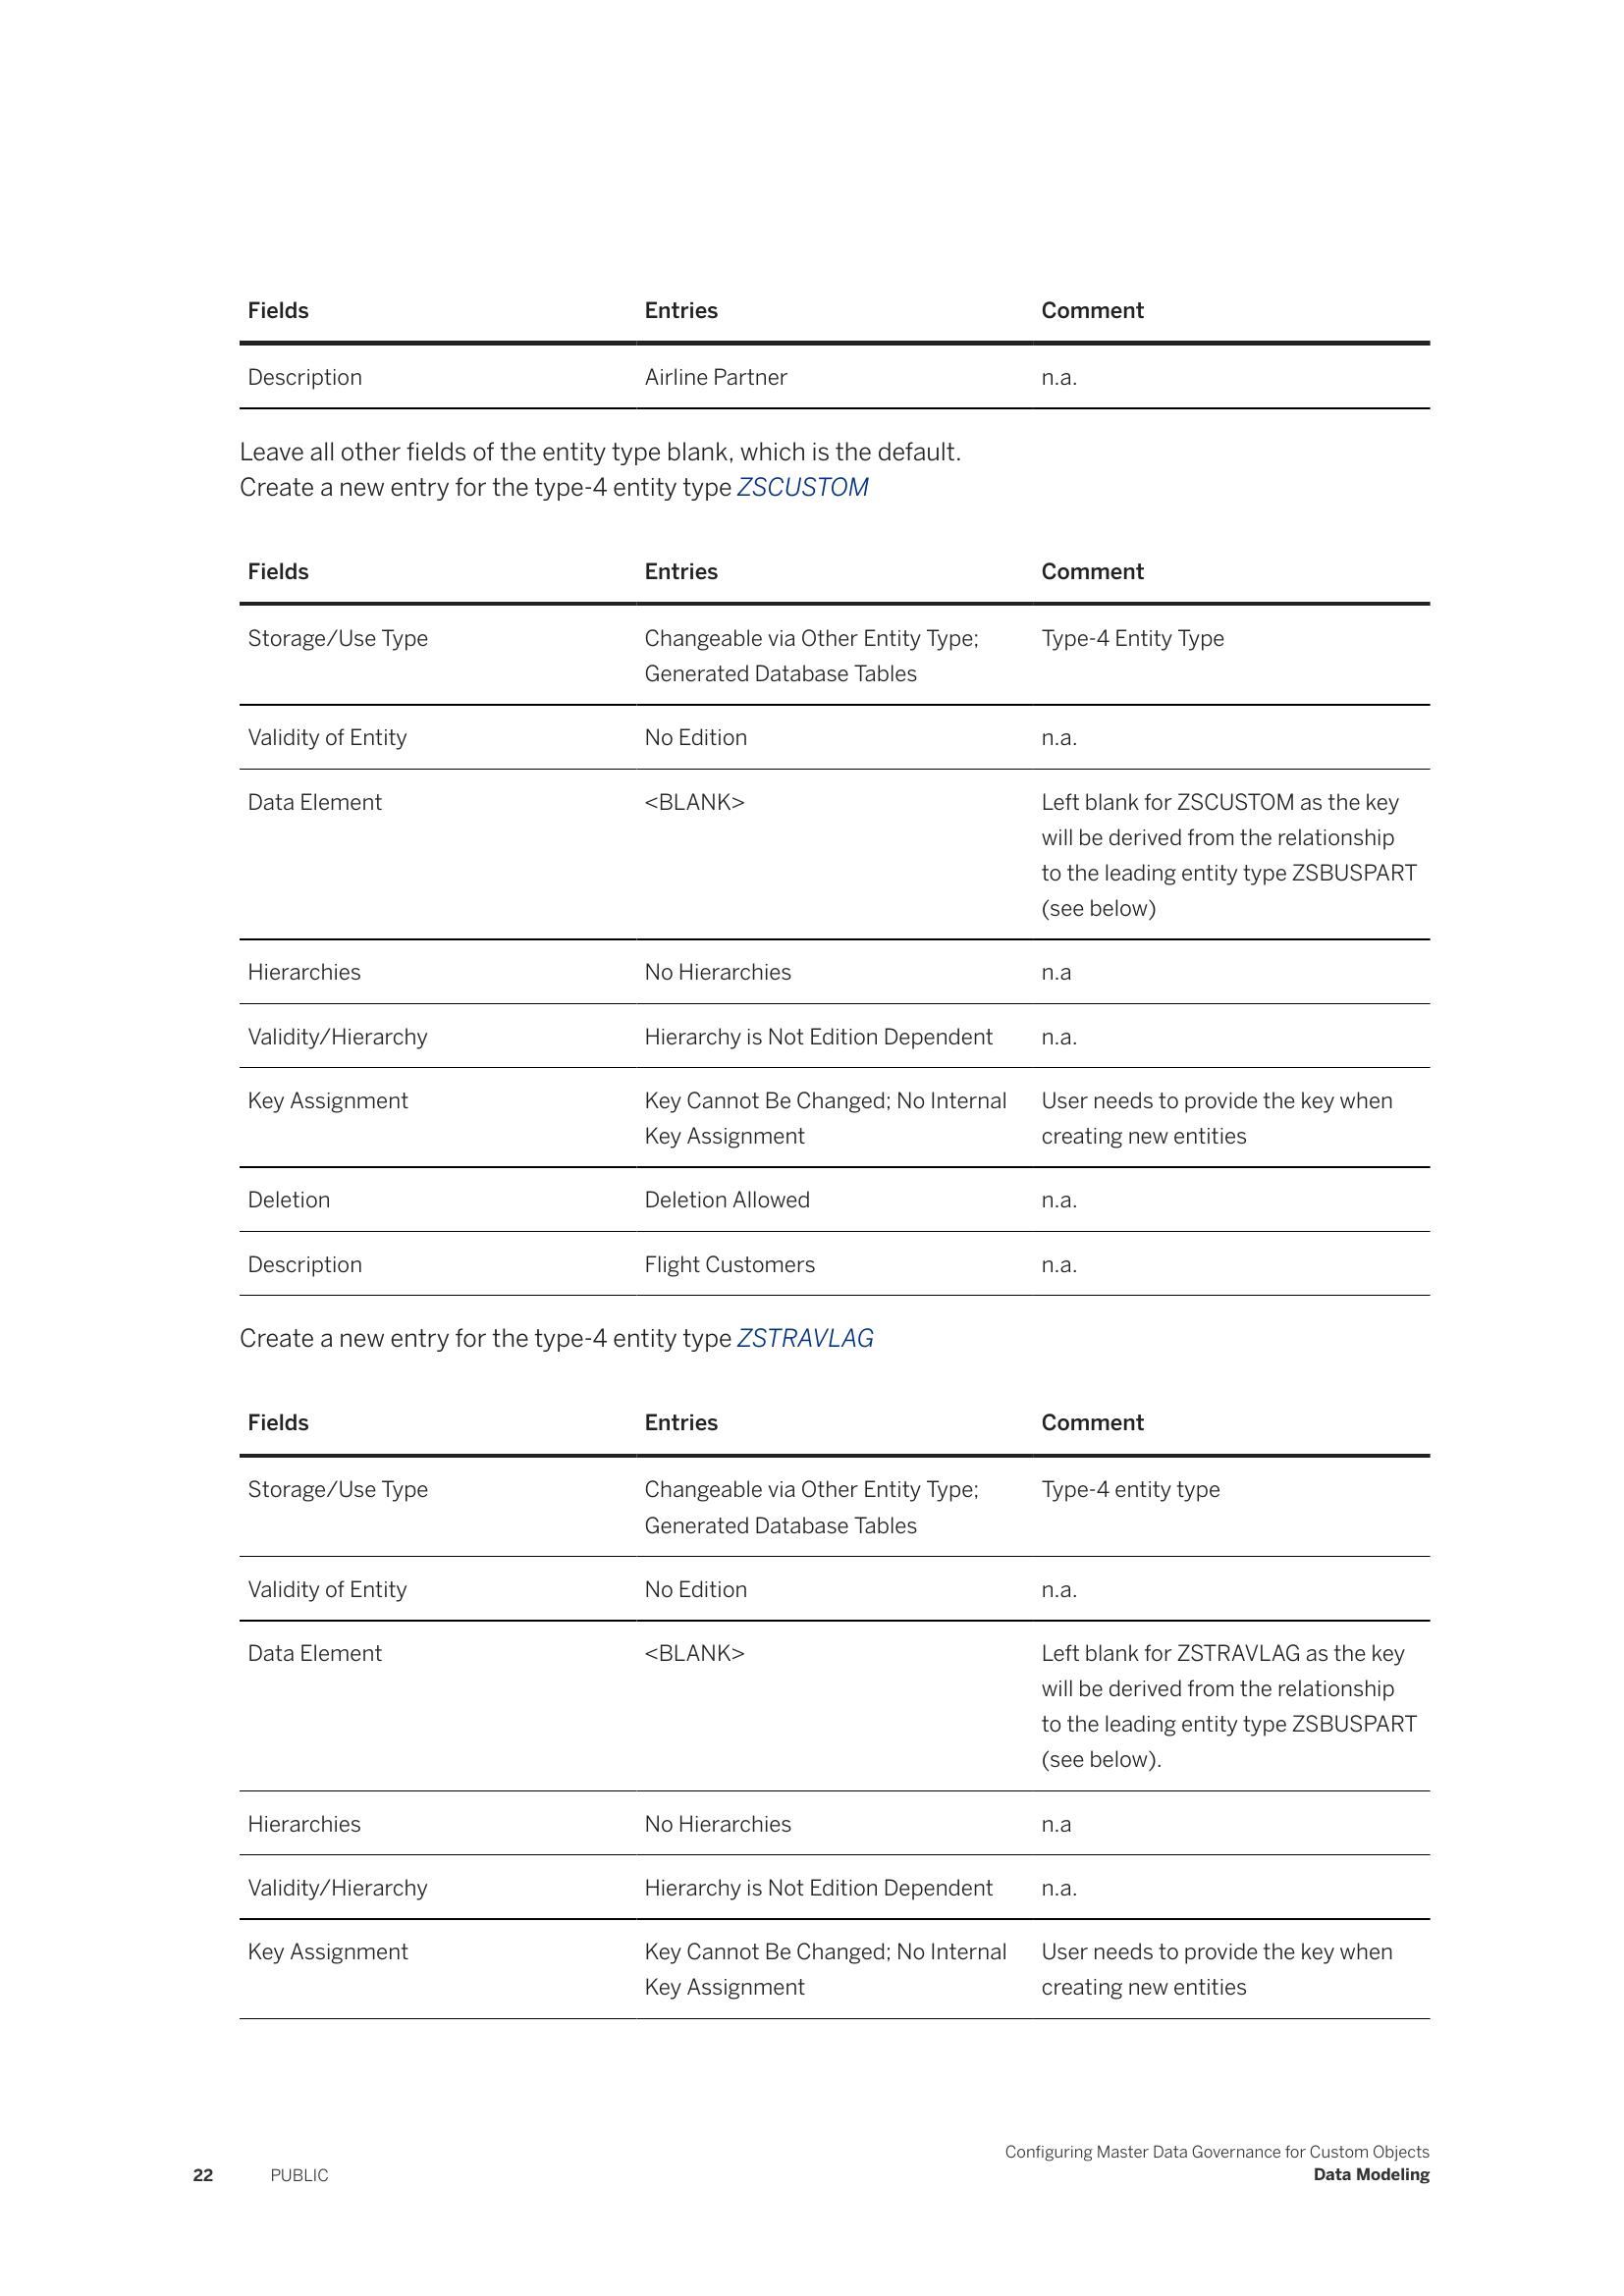 Fields Entries Comment
Description Airline Partner n.a.
Leave all other fields of the entity type blank, which is the default.
Create a new entry for the type-4 entity type ZSCUSTOM
Fields Entries Comment
Storage/Use Type Changeable via Other Entity Type; Type-4 Entity Type
Generated Database Tables
Validity of Entity No Edition n.a.
Data Element <BLANK> Left blank for ZSCUSTOM as the key
will be derived from the relationship
to the leading entity type ZSBUSPART
(see below)
Hierarchies No Hierarchies n.a
Validity/Hierarchy Hierarchy is Not Edition Dependent n.a.
Key Assignment Key Cannot Be Changed; No Internal User needs to provide the key when
Key Assignment creating new entities
Deletion Deletion Allowed n.a.
Description Flight Customers n.a.
Create a new entry for the type-4 entity type ZSTRAVLAG
Fields Entries Comment
Storage/Use Type Changeable via Other Entity Type; Type-4 entity type
Generated Database Tables
Validity of Entity No Edition n.a.
Data Element <BLANK> Left blank for ZSTRAVLAG as the key
will be derived from the relationship
to the leading entity type ZSBUSPART
(see below).
Hierarchies No Hierarchies n.a
Validity/Hierarchy Hierarchy is Not Edition Dependent n.a.
Key Assignment Key Cannot Be Changed; No Internal User needs to provide the key when
Key Assignment creating new entities
Configuring Master Data Governance for Custom Objects
22 PUBLIC Data Modeling